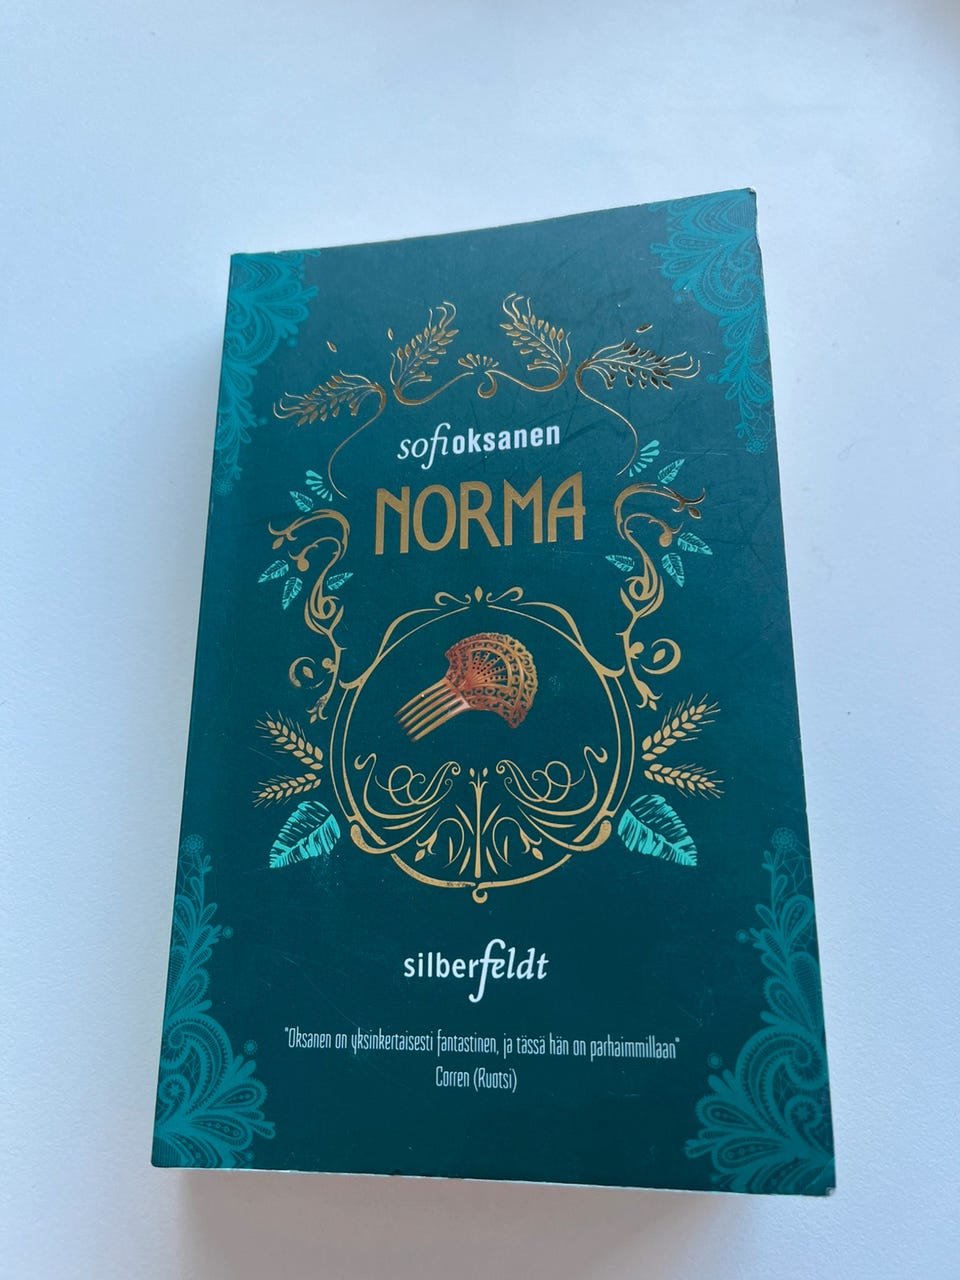 sofioksanen
NORMA
silberfeldt
"Oksanen on yksinkertaisesti fantastinen, ja tässä hän on parhaimmillaan"
Corren (Ruotsi)